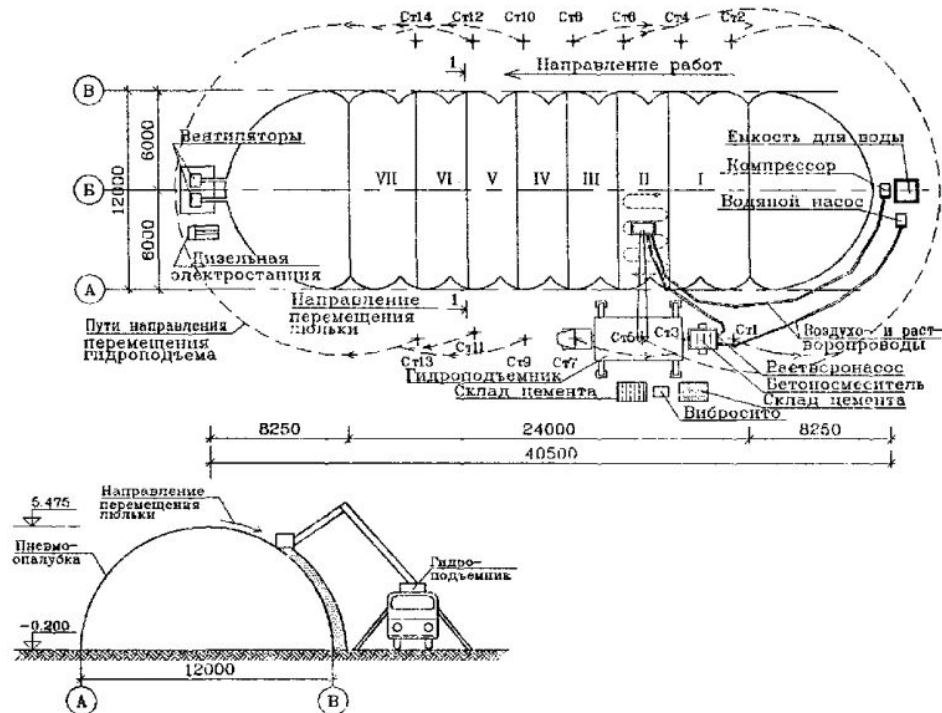 Ст14 Ст12 Ст10 Ст8 Ст6 Ст4 Ст2
1
Направление работ
В
Вентиляторы
Емкость для воды
Компрессор
Водяной насос
6000
12000
6000
Б
VII VI V IV III II I
Дизельная
электростанция
А
Направление
перемещения
люльки
1
Пути направления
перемещения
гидроподъема
Ст13 Ст11 Ст9 Ст7 Ст5 Ст3 Ст1
Воздухо- и раст-
воропроводы
Гидроподъемник
Растворонасос
Бетоносмеситель
Склад цемента
Склад цемента
Вибросито
8250 24000 8250
40500
Направление
перемещения
люльки
5.475
Пневмо-
опалубка
Гидро-
подъемник
-0.200
12000
А В